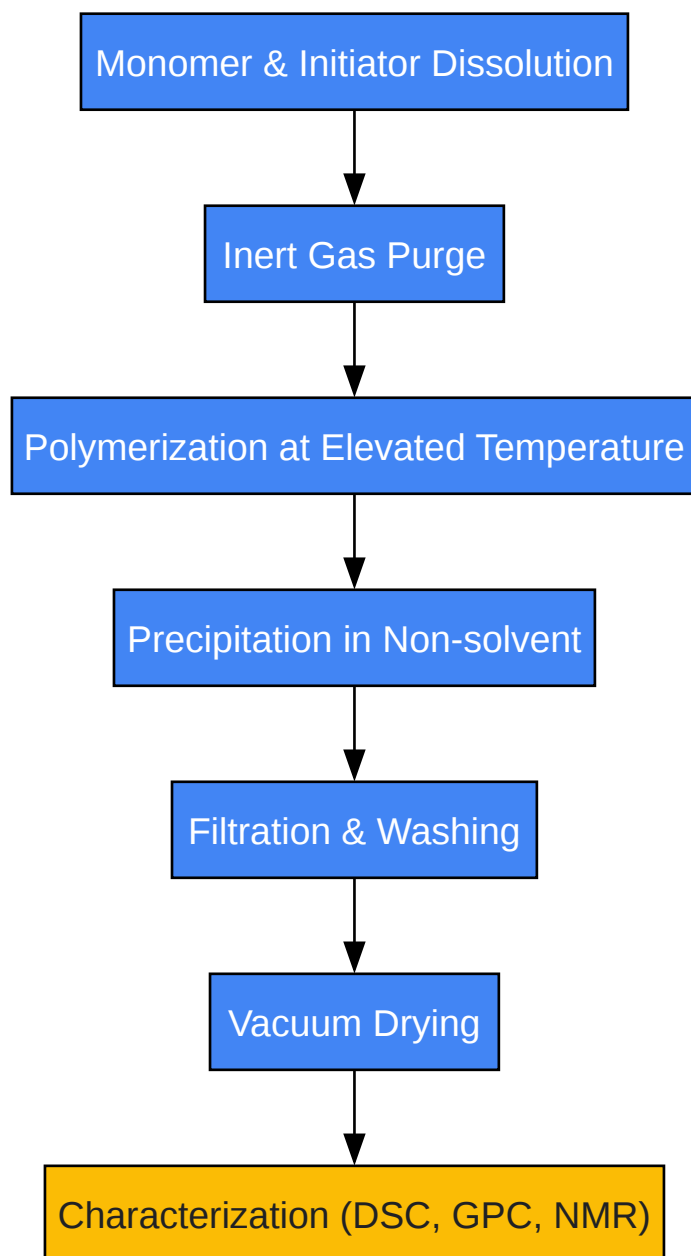 Monomer & Initiator Dissolution
Inert Gas Purge
Polymerization at Elevated Temperature
Precipitation in Non-solvent
Filtration & Washing
Vacuum Drying
Characterization (DSC, GPC, NMR)